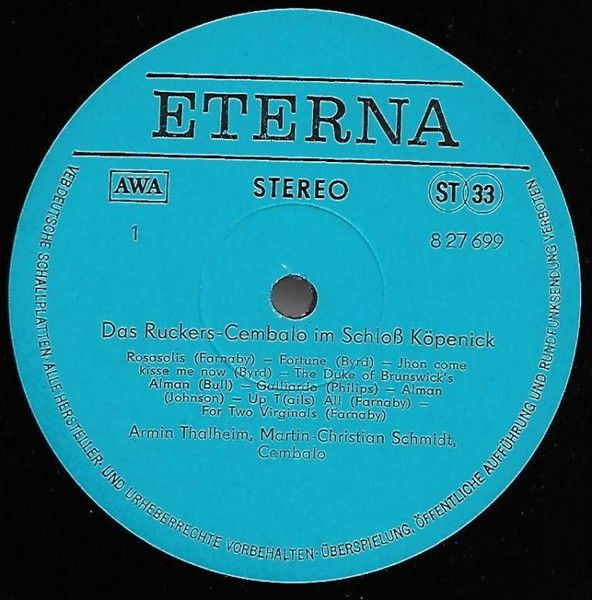 ETERNA
AWA STEREO ST 33
1 8 27 699
Das Ruckers-Cembalo im Schloß Köpenick
Rosasolis (Farnaby) – Fortune (Byrd) – Jhon come
kisse me now (Byrd) – The Duke of Brunswick's
Alman (Bull) – Galliarda (Philips) – Alman
(Johnson) – Up T(ails) All (Farnaby) –
For Two Virginals (Farnaby)
Armin Thalheim, Martin-Christian Schmidt,
Cembalo
VEB DEUTSCHE SCHALLPLATTEN · ALLE HERSTELLER- UND URHEBERRECHTE VORBEHALTEN · ÜBERSPIELUNG, ÖFFENTLICHE AUFFÜHRUNG UND RUNDFUNKSENDUNG VERBOTEN